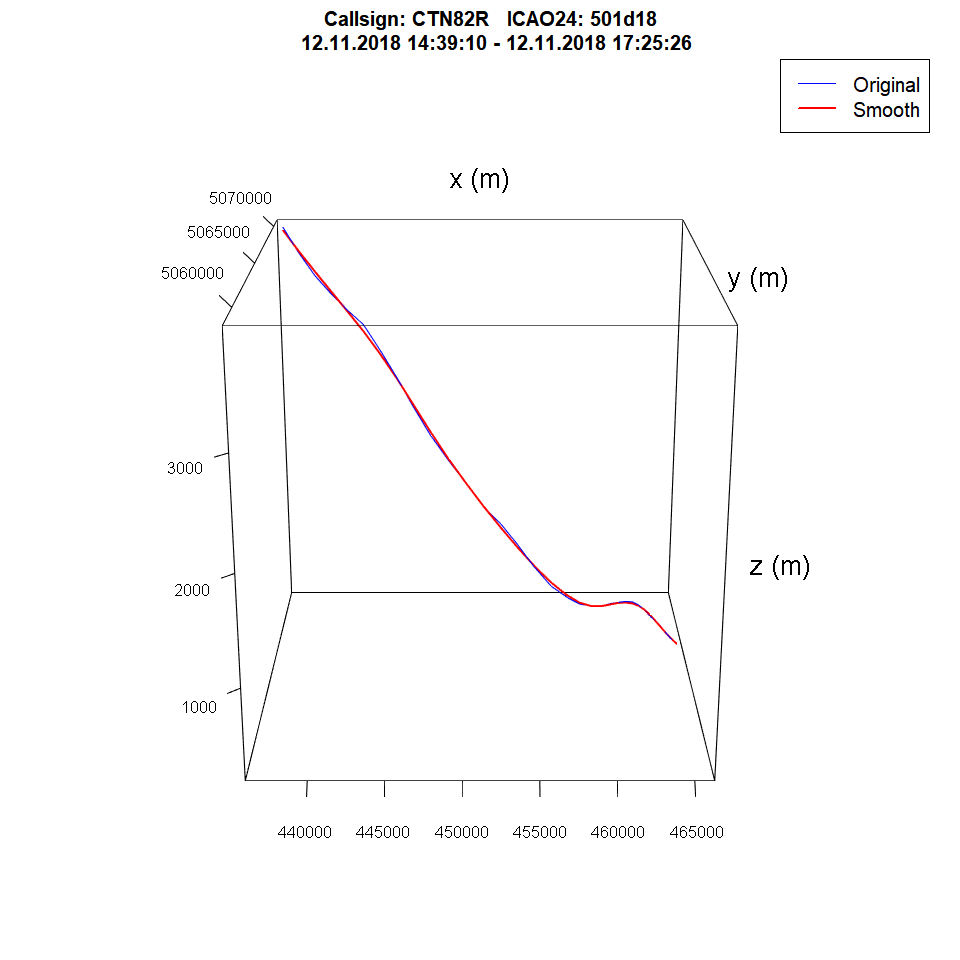 Callsign: CTN82R   ICAO24: 501d18
12.11.2018 14:39:10 - 12.11.2018 17:25:26
Original
Smooth
x (m)
5070000
5065000
5060000
y (m)
3000
2000
1000
z (m)
440000 445000 450000 455000 460000 465000